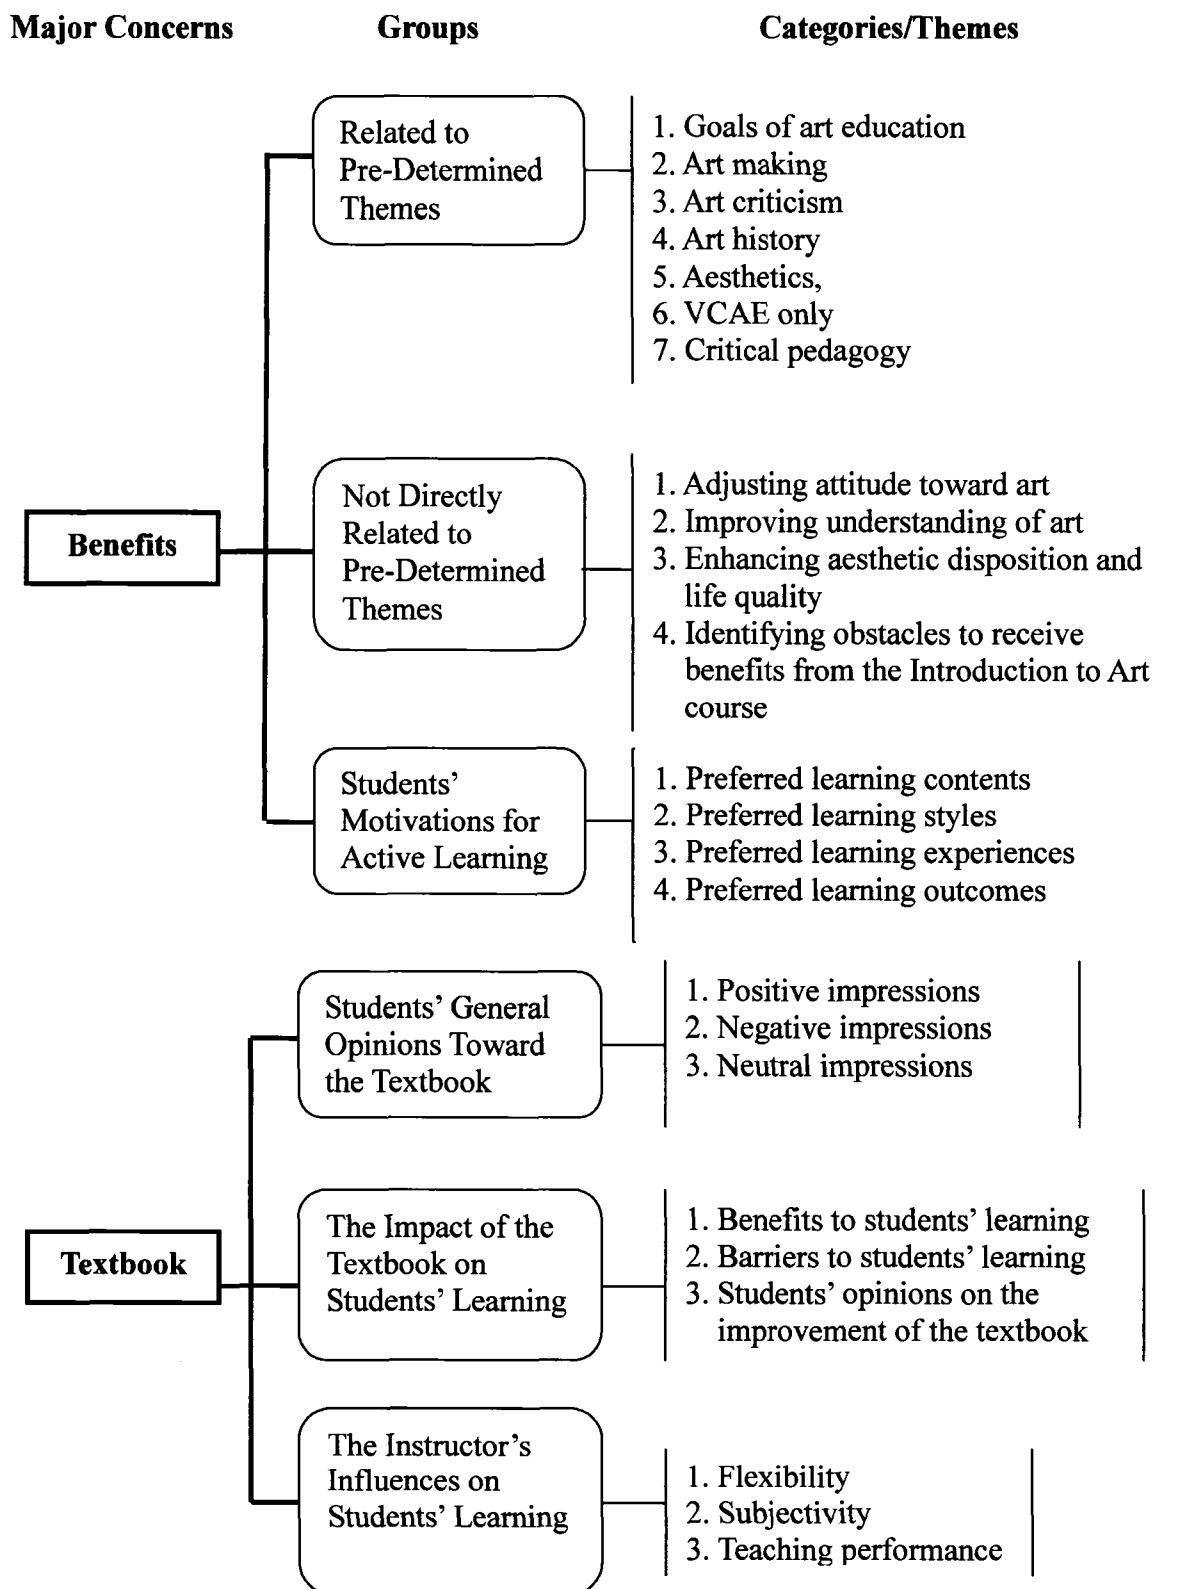 Major Concerns Groups Categories/Themes
Related to
Pre-Determined
Themes
1. Goals of art education
2. Art making
3. Art criticism
4. Art history
5. Aesthetics,
6. VCAE only
7. Critical pedagogy
Benefits
Not Directly
Related to
Pre-Determined
Themes
1. Adjusting attitude toward art
2. Improving understanding of art
3. Enhancing aesthetic disposition and
life quality
4. Identifying obstacles to receive
benefits from the Introduction to Art
course
Students’
Motivations for
Active Learning
1. Preferred learning contents
2. Preferred learning styles
3. Preferred learning experiences
4. Preferred learning outcomes
Students’ General
Opinions Toward
the Textbook
1. Positive impressions
2. Negative impressions
3. Neutral impressions
Textbook
The Impact of the
Textbook on
Students’ Learning
1. Benefits to students’ learning
2. Barriers to students’ learning
3. Students’ opinions on the
improvement of the textbook
The Instructor’s
Influences on
Students’ Learning
1. Flexibility
2. Subjectivity
3. Teaching performance